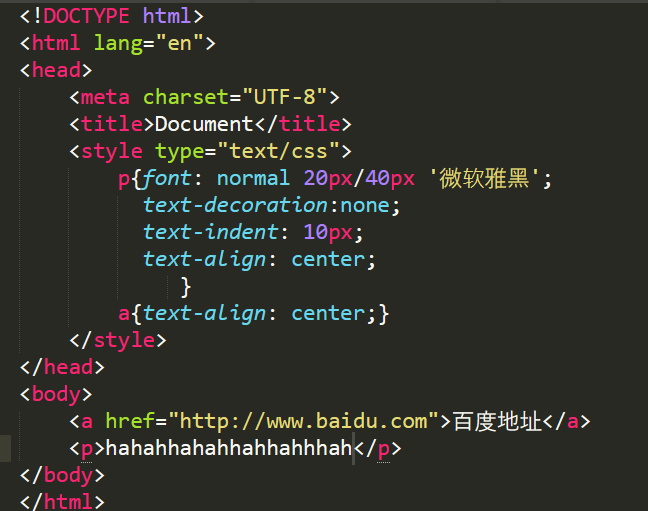 <!DOCTYPE html>
<html lang="en">
<head>
    <meta charset="UTF-8">
    <title>Document</title>
    <style type="text/css">
        p{font: normal 20px/40px '微软雅黑';
          text-decoration:none;
          text-indent: 10px;
          text-align: center;
             }
        a{text-align: center;}
    </style>
</head>
<body>
    <a href="http://www.baidu.com">百度地址</a>
    <p>hahahhahahhahhahhhah</p>
</body>
</html>